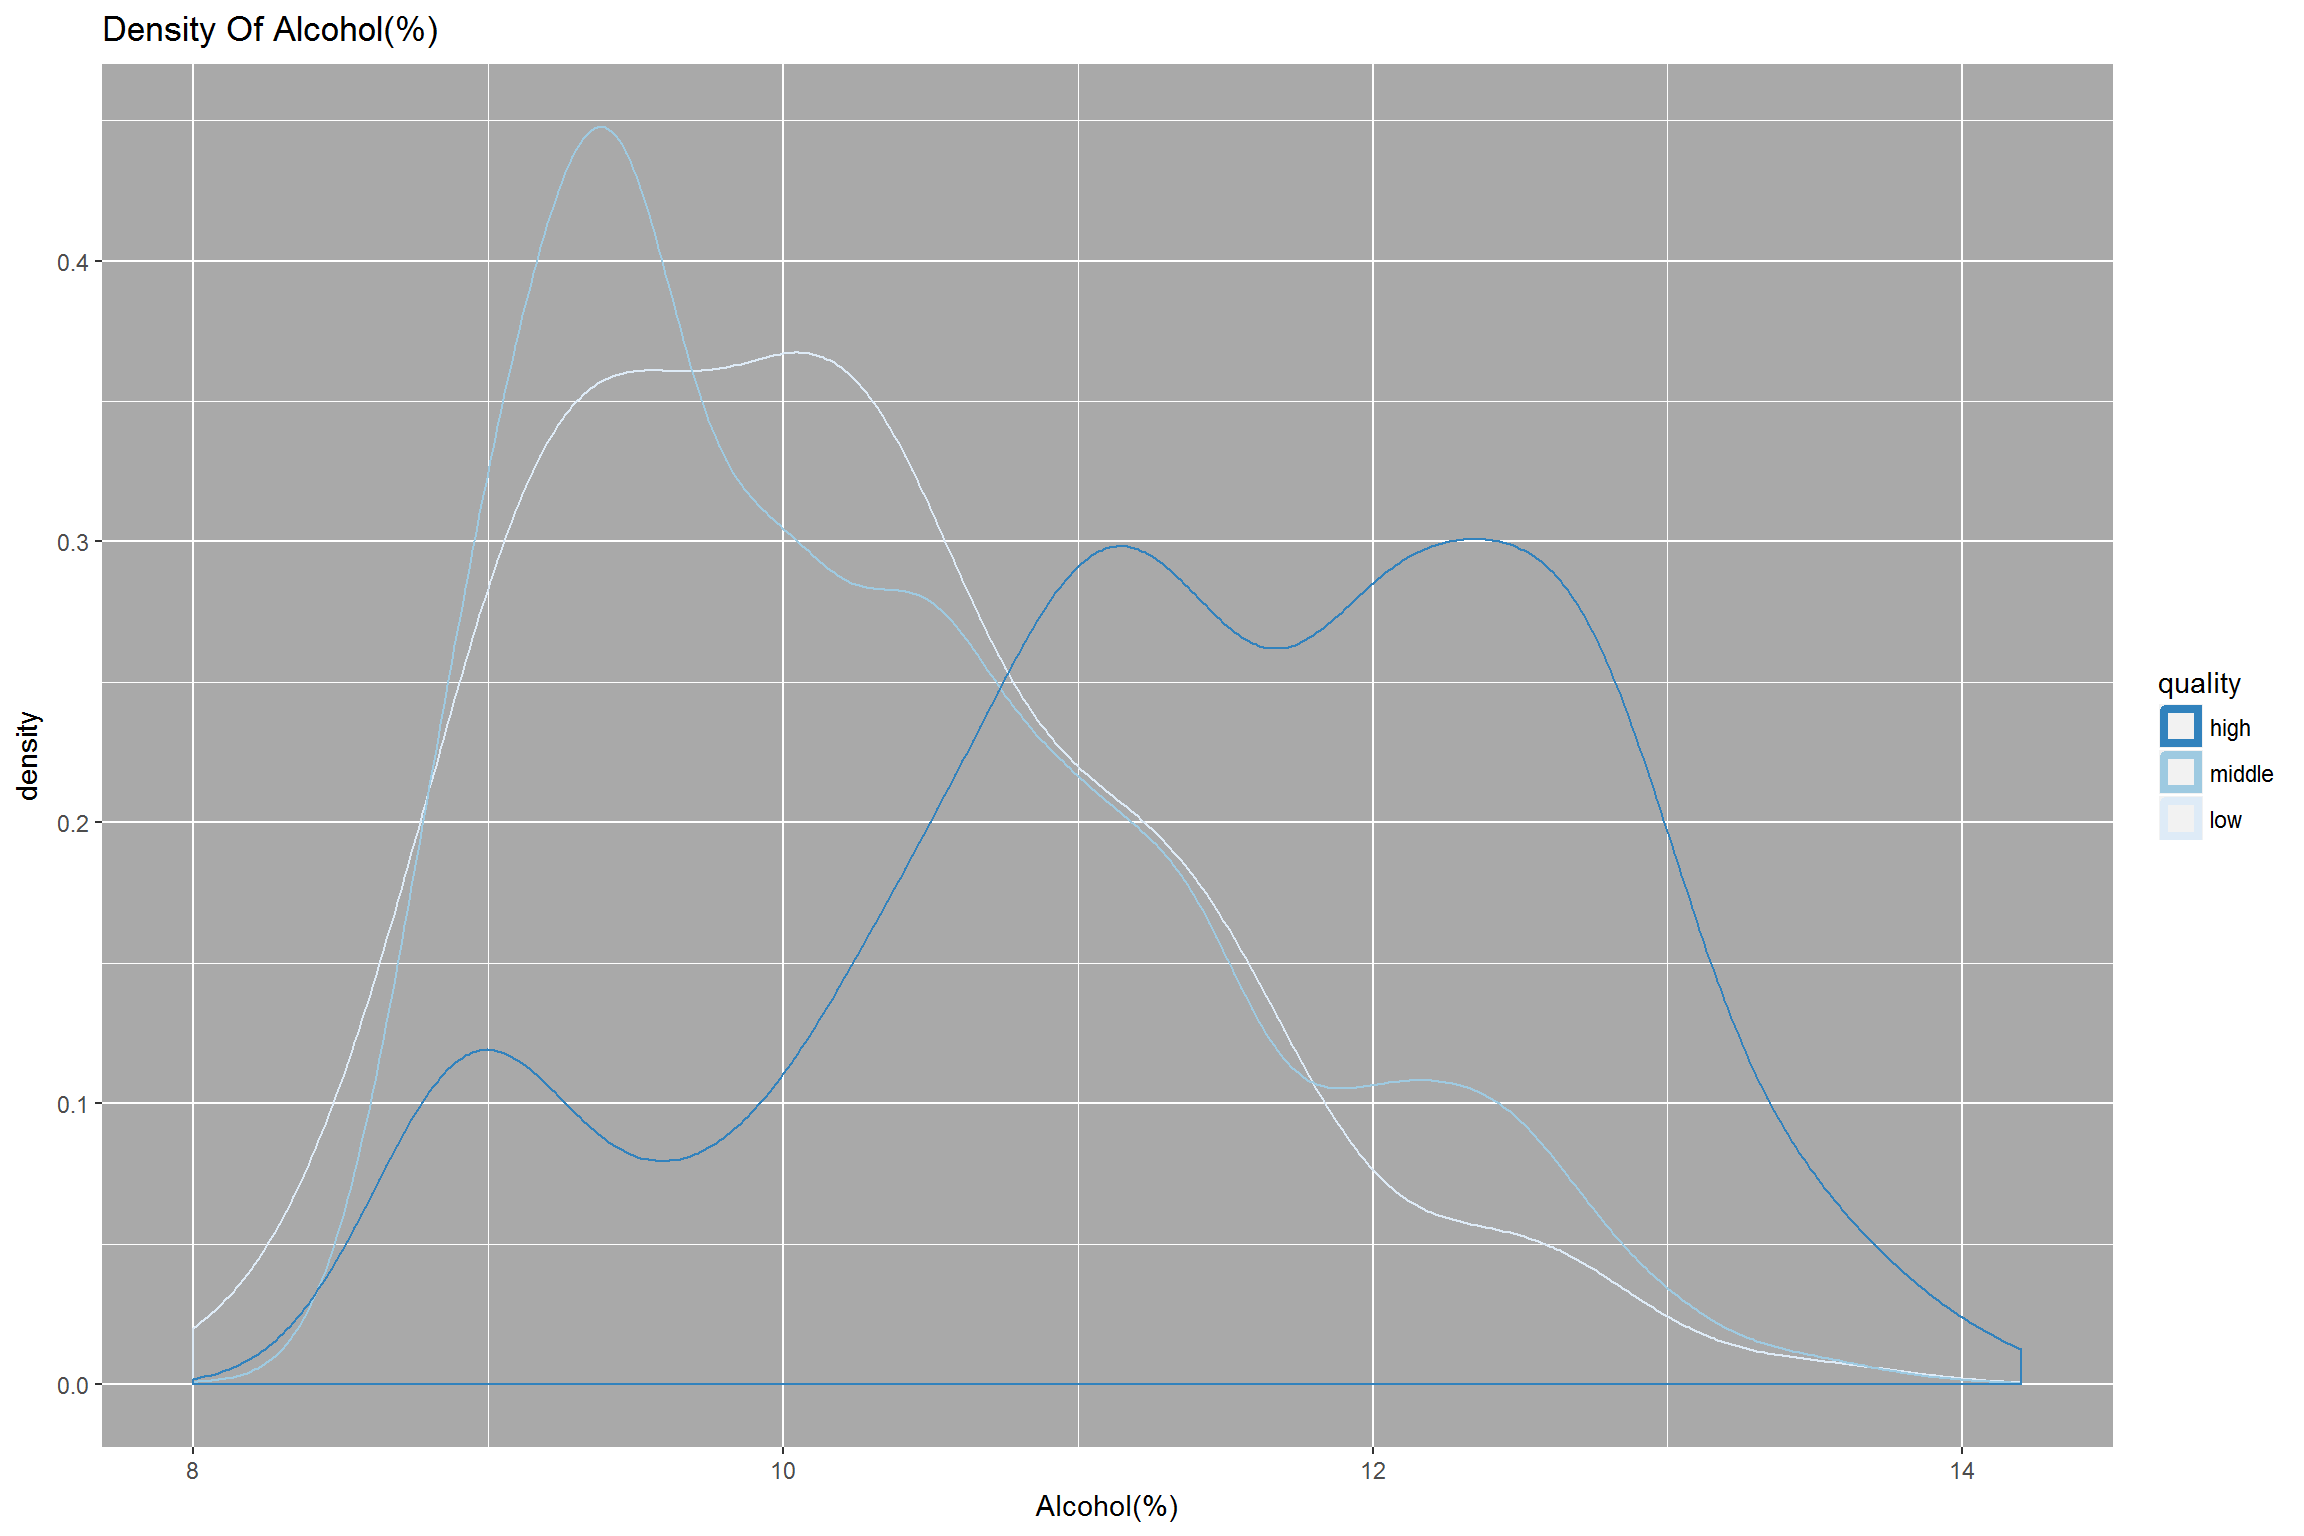 Density Of Alcohol(%)
0.4
0.3
0.2
0.1
0.0
density
8
10
12
14
Alcohol(%)
quality
high
middle
low